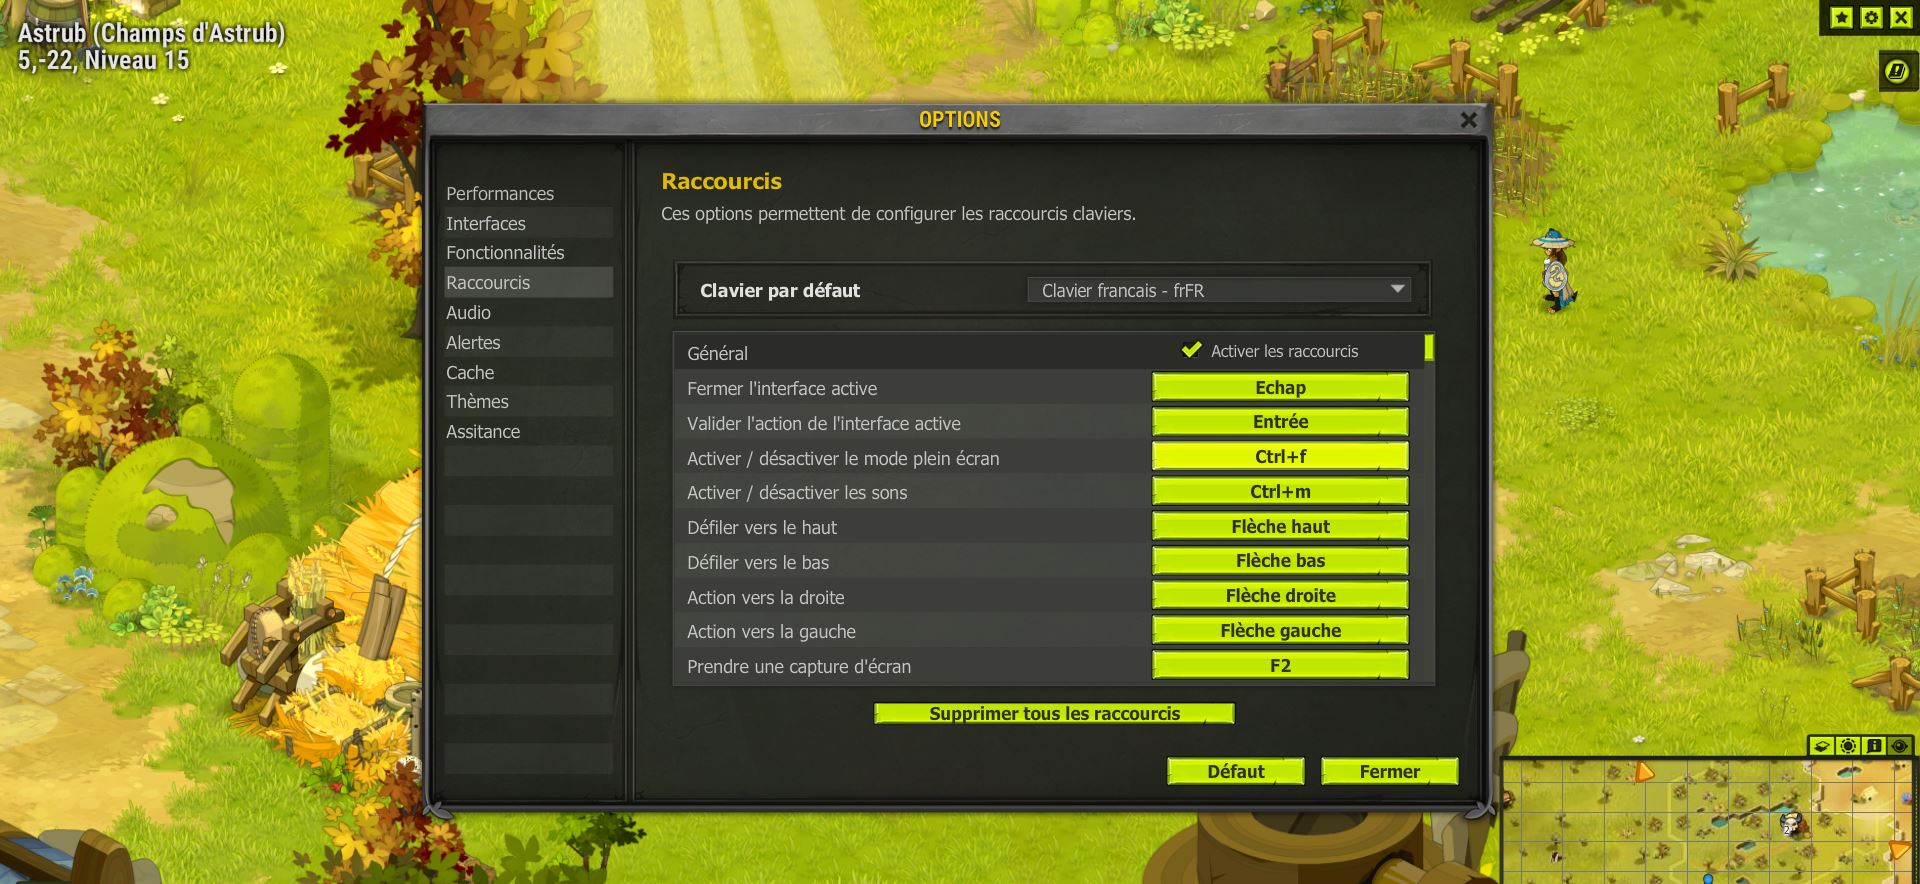 Astrub (Champs d'Astrub)
5,-22, Niveau 15
OPTIONS
Performances
Interfaces
Fonctionnalités
Raccourcis
Audio
Alertes
Cache
Thèmes
Assitance
Raccourcis
Ces options permettent de configurer les raccourcis claviers.
Clavier par défaut
Clavier francais - frFR
Général
Activer les raccourcis
Fermer l'interface active
Echap
Valider l'action de l'interface active
Entrée
Activer / désactiver le mode plein écran
Ctrl+f
Activer / désactiver les sons
Ctrl+m
Défiler vers le haut
Flèche haut
Défiler vers le bas
Flèche bas
Action vers la droite
Flèche droite
Action vers la gauche
Flèche gauche
Prendre une capture d'écran
F2
Supprimer tous les raccourcis
Défaut
Fermer
2